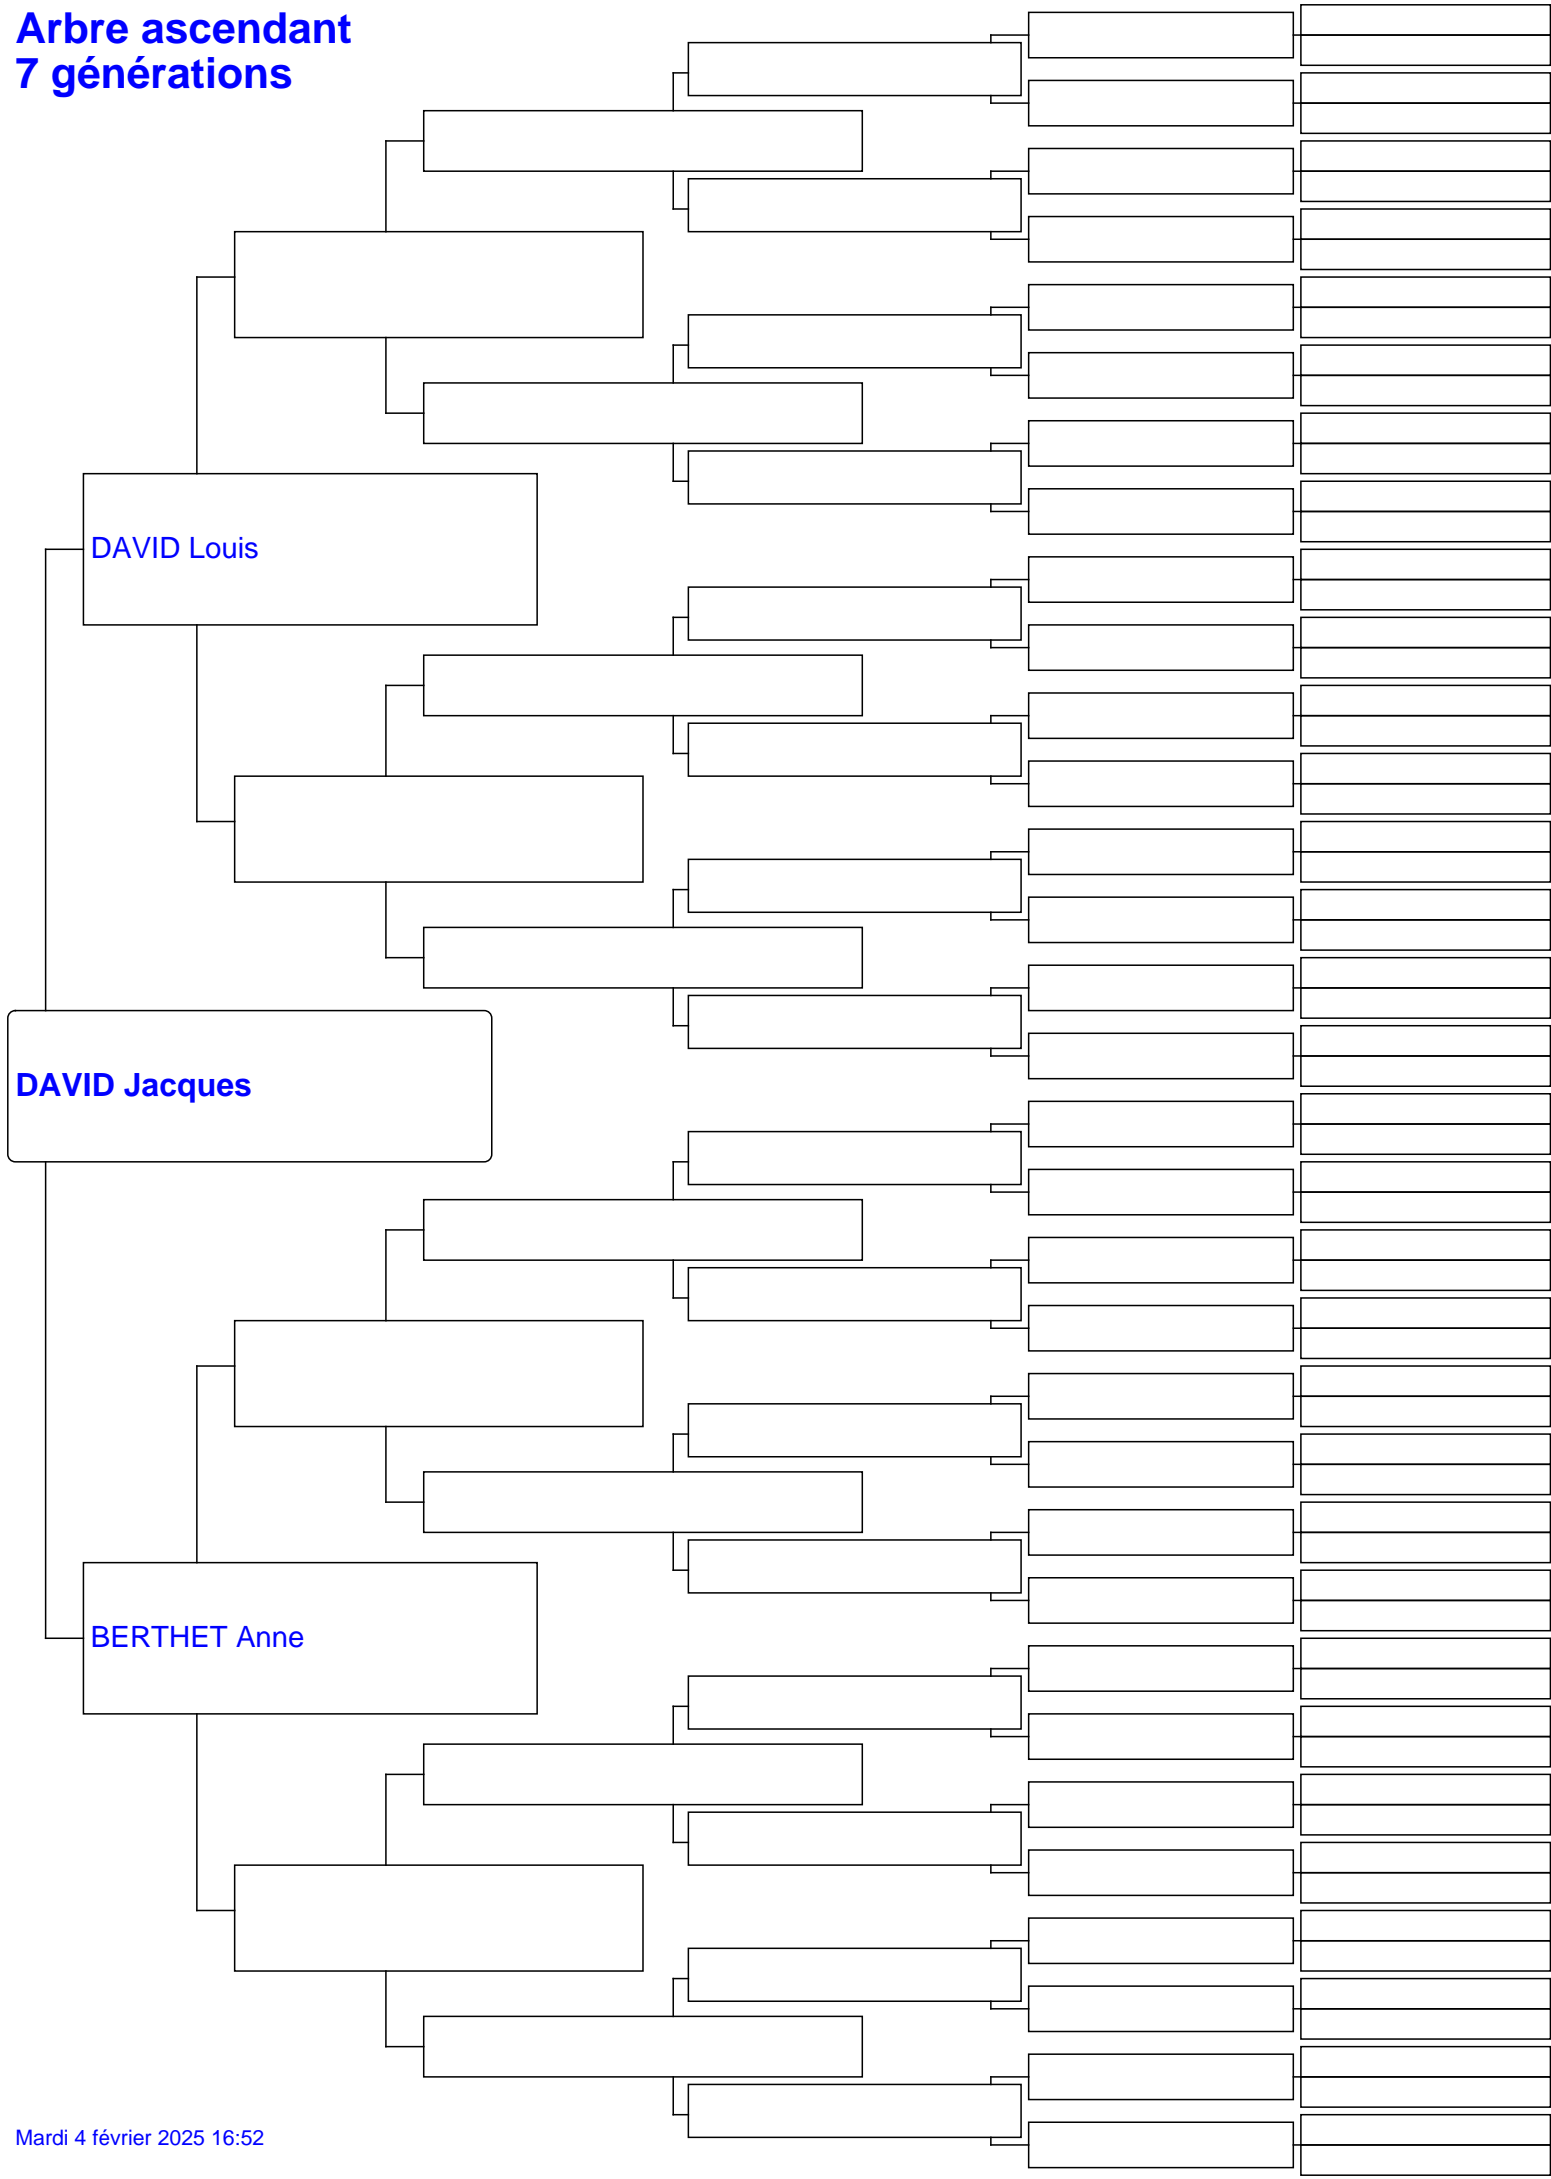 Arbre ascendant
7 générations
DAVID Louis
DAVID Jacques
BERTHET Anne
Mardi 4 février 2025 16:52